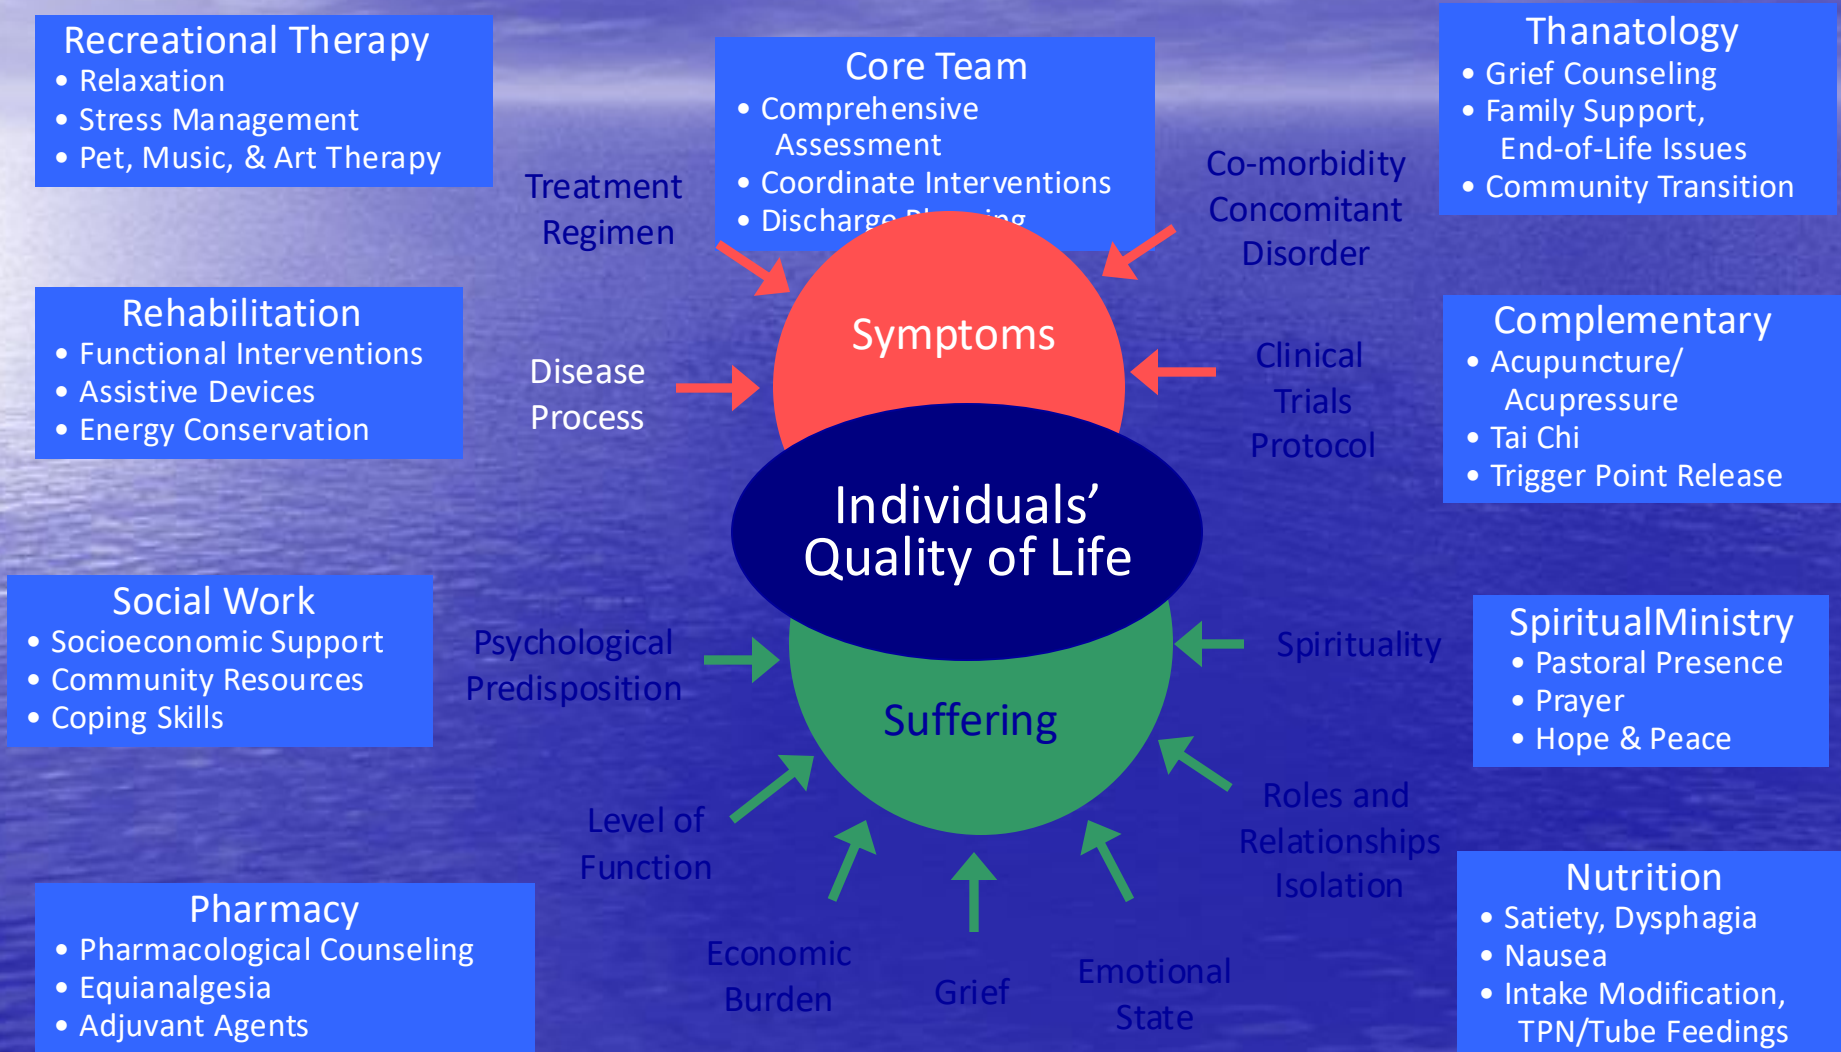 Recreational Therapy
• Relaxation
• Stress Management
• Pet, Music, & Art Therapy
Core Team
• Comprehensive
Assessment
• Coordinate Interventions
• Discharge Planning
Thanatology
• Grief Counseling
• Family Support,
End-of-Life Issues
• Community Transition
Treatment
Regimen
Co-morbidity
Concomitant
Disorder
Rehabilitation
• Functional Interventions
• Assistive Devices
• Energy Conservation
Disease
Process
Symptoms
Clinical
Trials
Protocol
Complementary
• Acupuncture/
Acupressure
• Tai Chi
• Trigger Point Release
Individuals’
Quality of Life
Social Work
• Socioeconomic Support
• Community Resources
• Coping Skills
Psychological
Predisposition
Suffering
Spirituality
SpiritualMinistry
• Pastoral Presence
• Prayer
• Hope & Peace
Level of
Function
Roles and
Relationships
Isolation
Pharmacy
• Pharmacological Counseling
• Equianalgesia
• Adjuvant Agents
Economic
Burden
Grief
Emotional
State
Nutrition
• Satiety, Dysphagia
• Nausea
• Intake Modification,
TPN/Tube Feedings